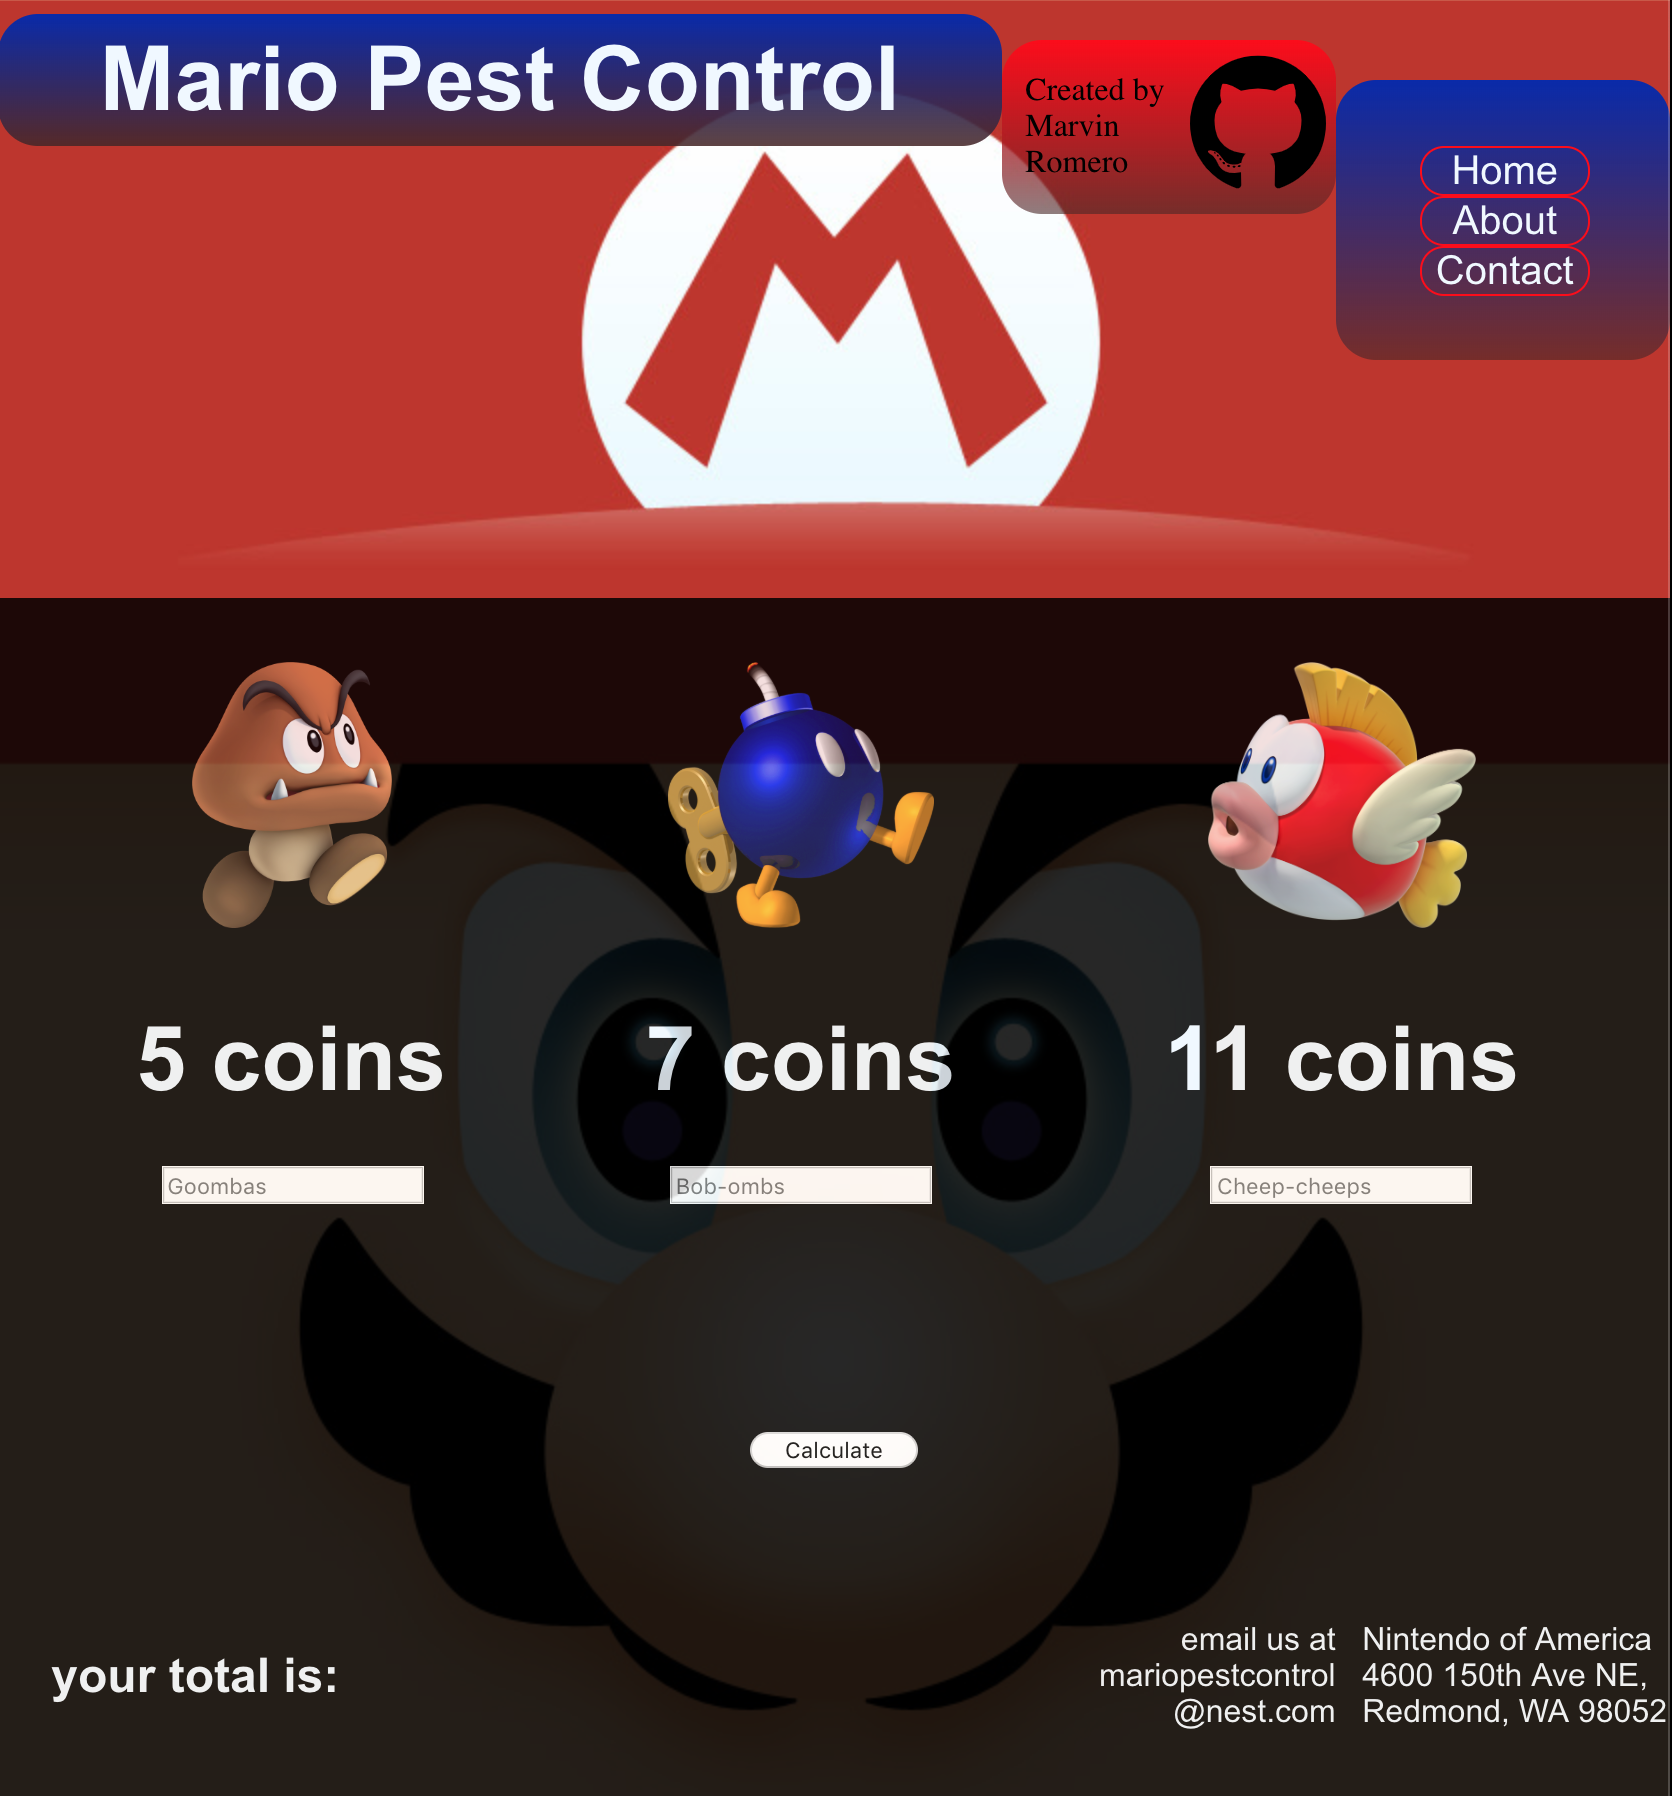 Mario Pest Control
Created by
Marvin
Romero
Home
About
Contact
M
5 coins
7 coins
11 coins
Goombas
Bob-ombs
Cheep-cheeps
Calculate
your total is:
email us at
mariopestcontrol
@nest.com
Nintendo of America
4600 150th Ave NE,
Redmond, WA 98052